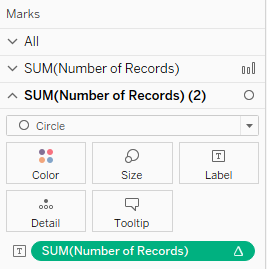 Marks
All
SUM(Number of Records)
SUM(Number of Records) (2)
Circle
Color Size Label
Detail Tooltip
SUM(Number of Records)